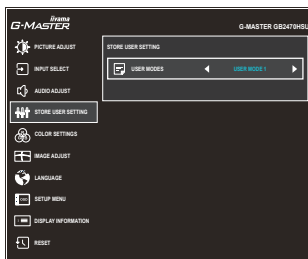 iiyama
G-MASTER
G-MASTER GB2470HSU
PICTURE ADJUST
STORE USER SETTING
INPUT SELECT
USER MODES
USER MODE 1
AUDIO ADJUST
STORE USER SETTING
COLOR SETTINGS
IMAGE ADJUST
LANGUAGE
OSD
SETUP MENU
DISPLAY INFORMATION
RESET